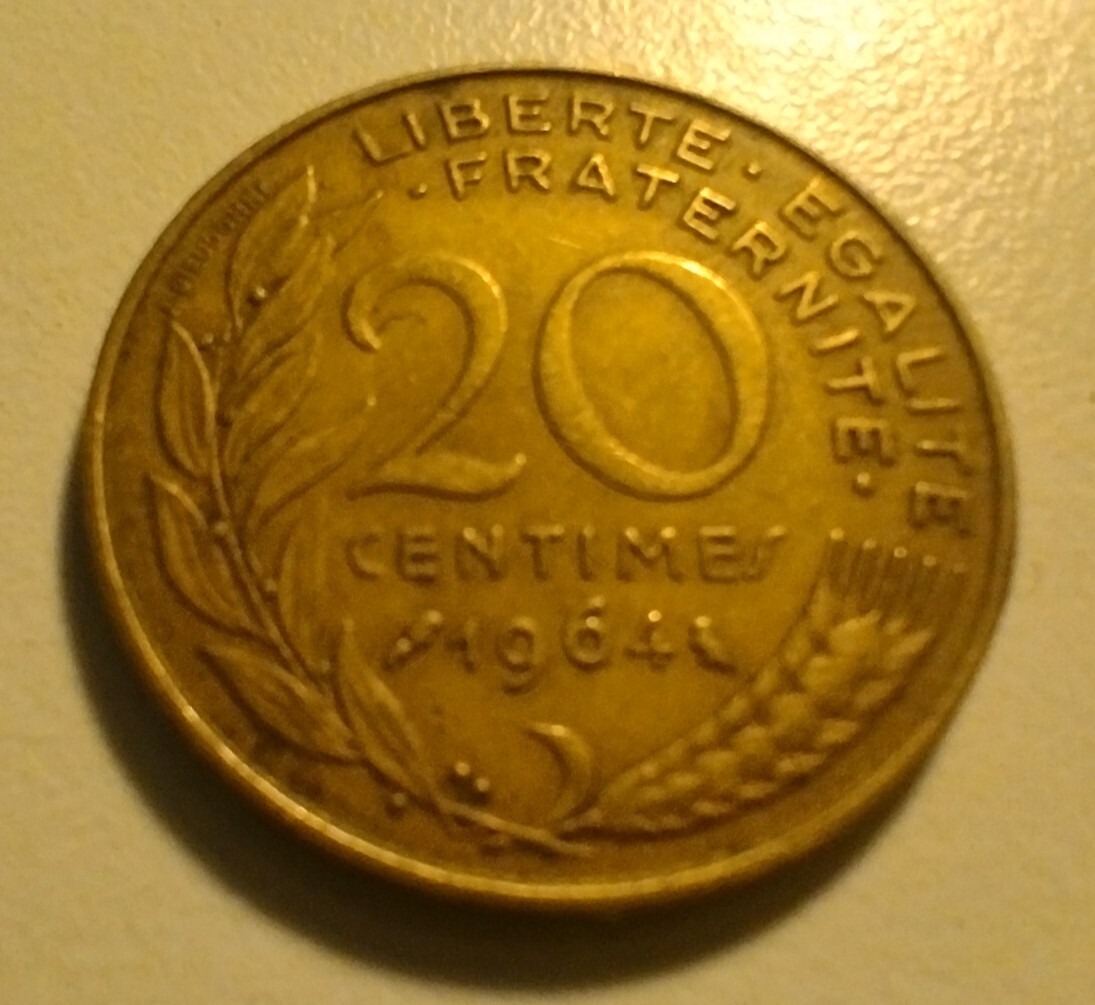 LIBERTE · EGALITE
· FRATERNITE ·
20
CENTIMES
1964